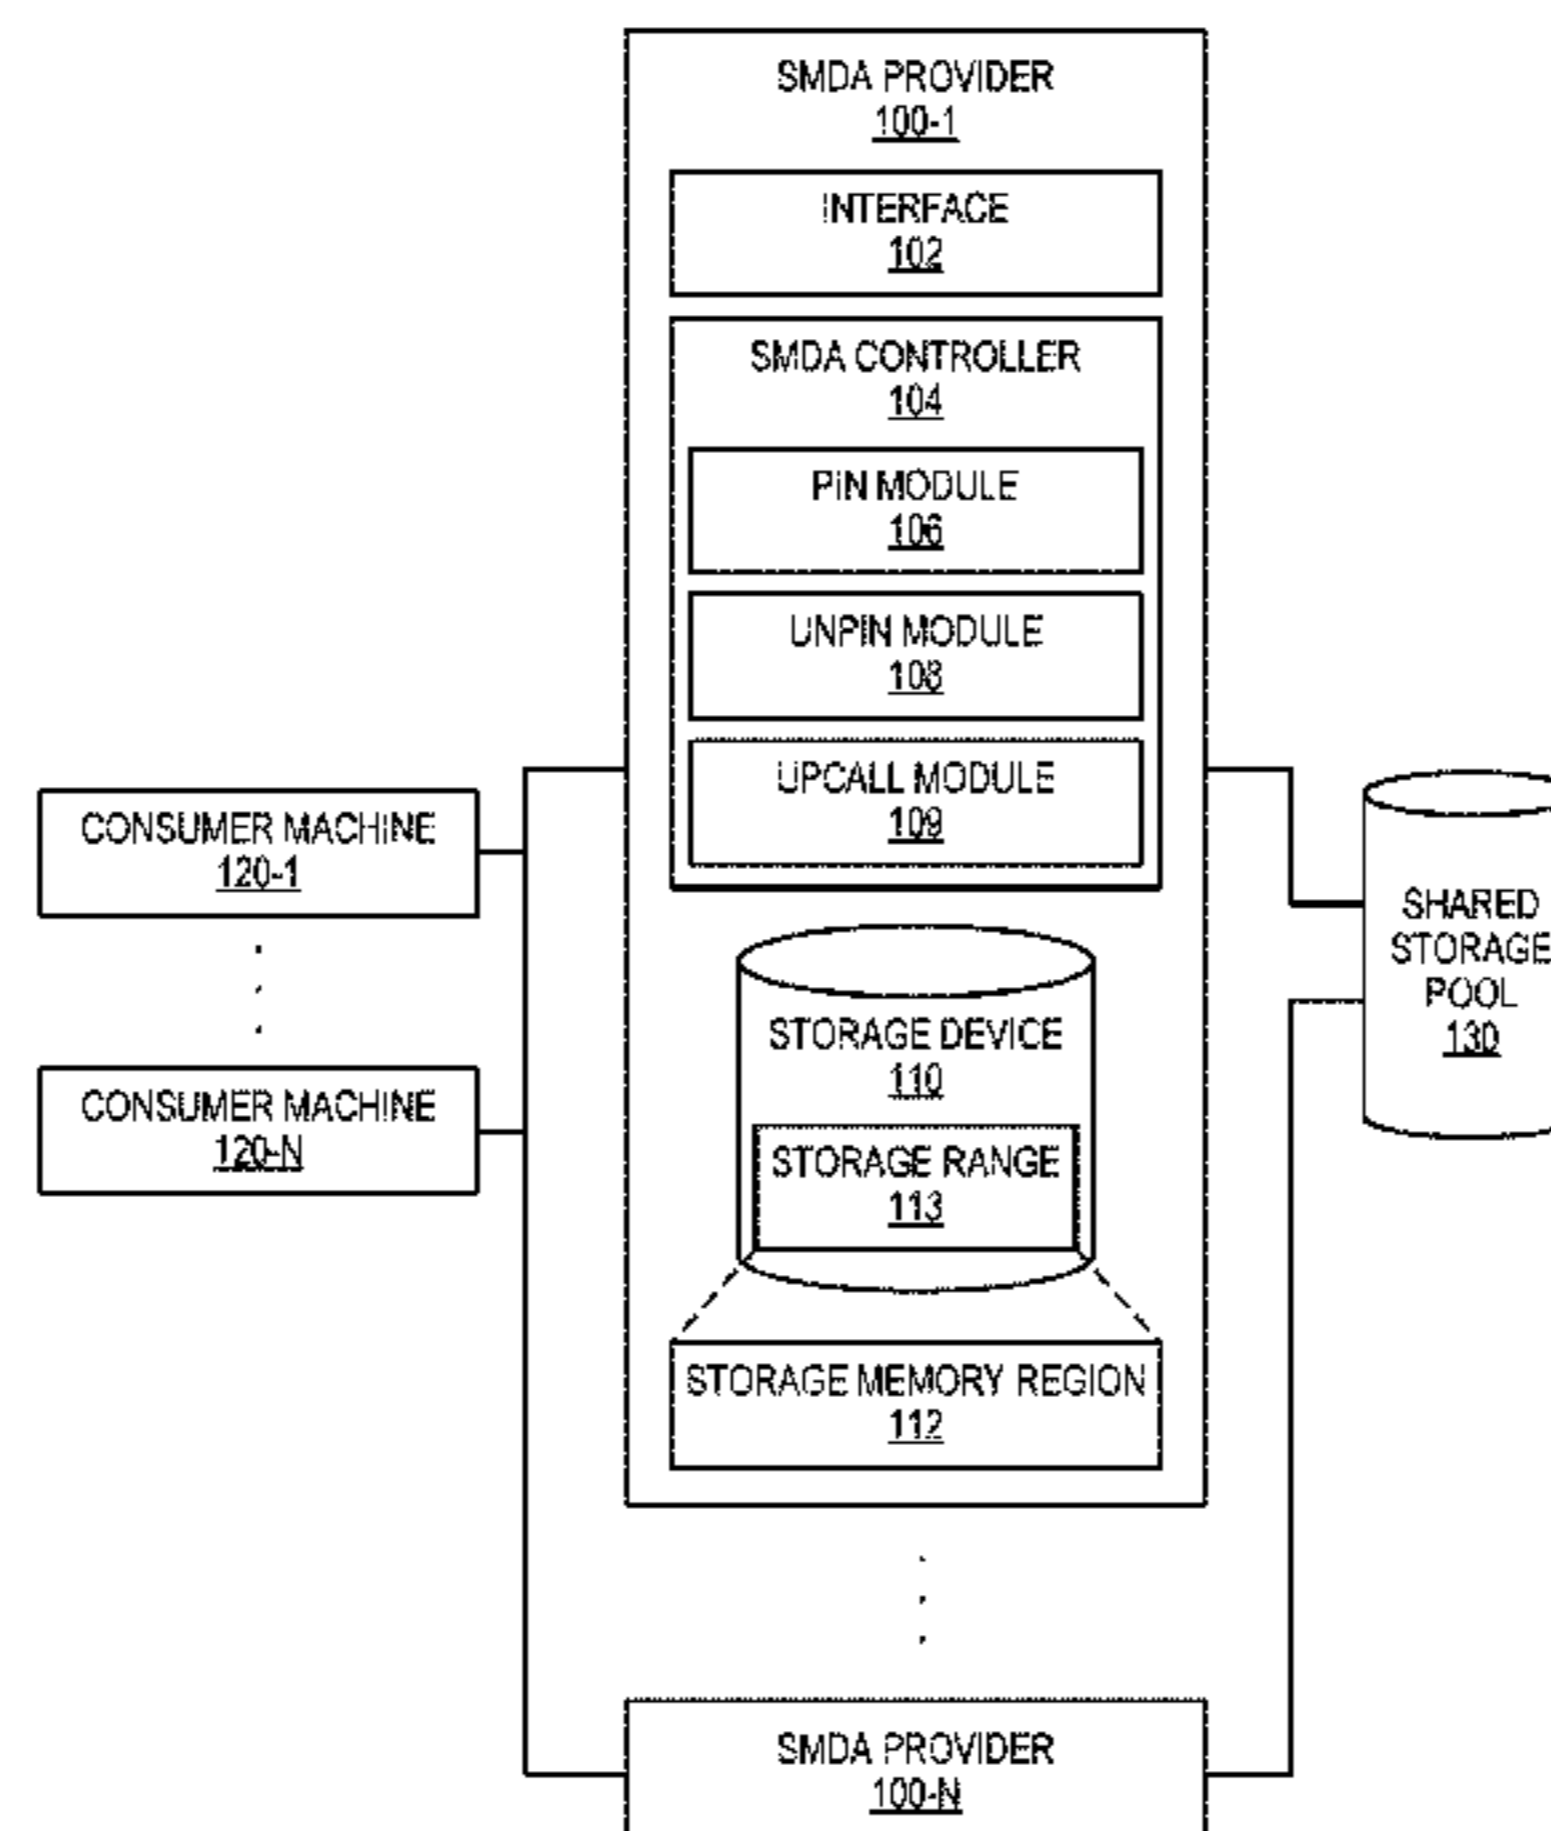 SMDA PROVIDER
100-1
INTERFACE
102
SMDA CONTROLLER
104
PIN MODULE
106
UNPIN MODULE
108
UPCALL MODULE
109
CONSUMER MACHINE
120-1
CONSUMER MACHINE
120-N
STORAGE DEVICE
110
STORAGE RANGE
113
STORAGE MEMORY REGION
112
SHARED
STORAGE
POOL
130
SMDA PROVIDER
100-N